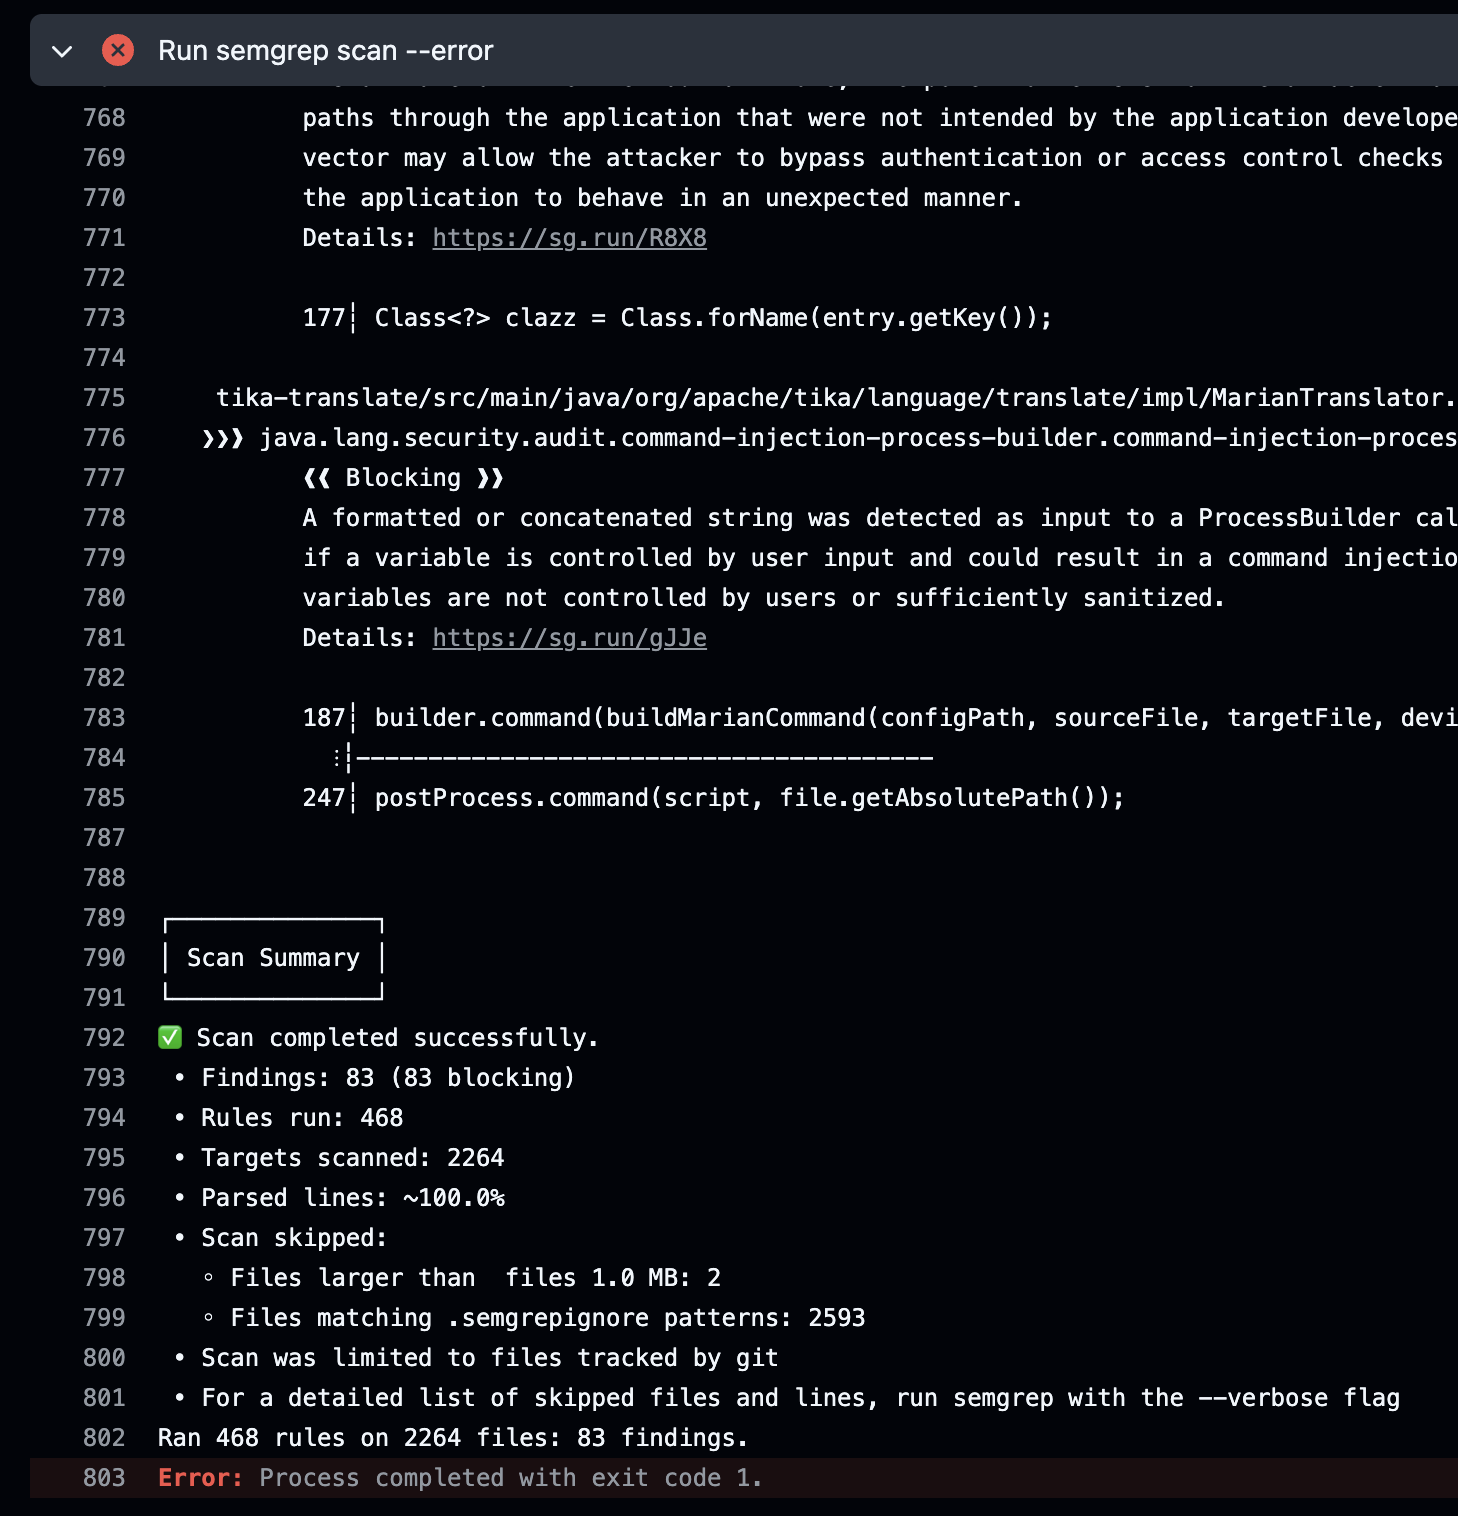 Run semgrep scan --error
768 paths through the application that were not intended by the application develope
769 vector may allow the attacker to bypass authentication or access control checks
770 the application to behave in an unexpected manner.
771 Details: https://sg.run/R8X8
772
773 177┆ Class<?> clazz = Class.forName(entry.getKey());
774
775 tika-translate/src/main/java/org/apache/tika/language/translate/impl/MarianTranslator.
776 ❯❯❱ java.lang.security.audit.command-injection-process-builder.command-injection-proces
777 ❰❰ Blocking ❱❱
778 A formatted or concatenated string was detected as input to a ProcessBuilder cal
779 if a variable is controlled by user input and could result in a command injectio
780 variables are not controlled by users or sufficiently sanitized.
781 Details: https://sg.run/gJJe
782
783 187┆ builder.command(buildMarianCommand(configPath, sourceFile, targetFile, devi
784 ⋮┆----------------------------------------
785 247┆ postProcess.command(script, file.getAbsolutePath());
787
788
789
790 Scan Summary
791
792 ✅ Scan completed successfully.
793 • Findings: 83 (83 blocking)
794 • Rules run: 468
795 • Targets scanned: 2264
796 • Parsed lines: ~100.0%
797 • Scan skipped:
798 ◦ Files larger than  files 1.0 MB: 2
799 ◦ Files matching .semgrepignore patterns: 2593
800 • Scan was limited to files tracked by git
801 • For a detailed list of skipped files and lines, run semgrep with the --verbose flag
802 Ran 468 rules on 2264 files: 83 findings.
803 Error: Process completed with exit code 1.